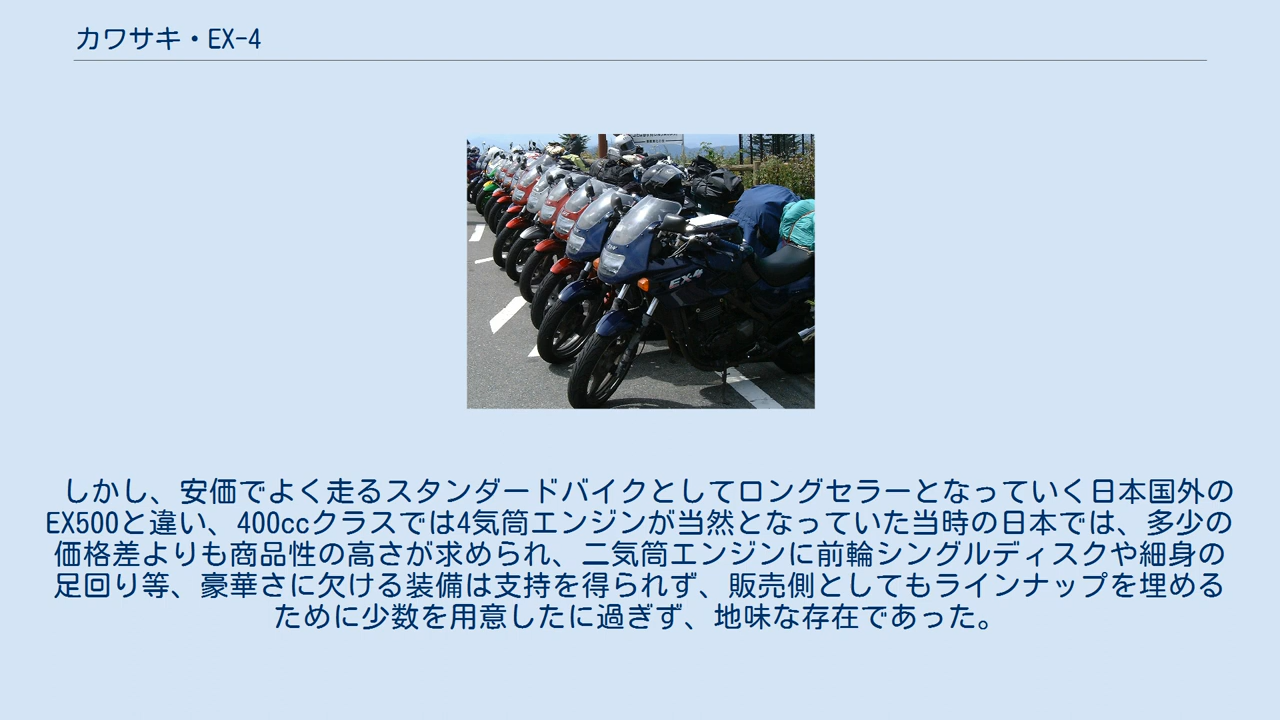 カワサキ・EX-4
EX-4
しかし、安価でよく走るスタンダードバイクとしてロングセラーとなっていく日本国外の
EX500と違い、400ccクラスでは4気筒エンジンが当然となっていた当時の日本では、多少の
価格差よりも商品性の高さが求められ、二気筒エンジンに前輪シングルディスクや細身の
足回り等、豪華さに欠ける装備は支持を得られず、販売側としてもラインナップを埋める
ために少数を用意したに過ぎず、地味な存在であった。